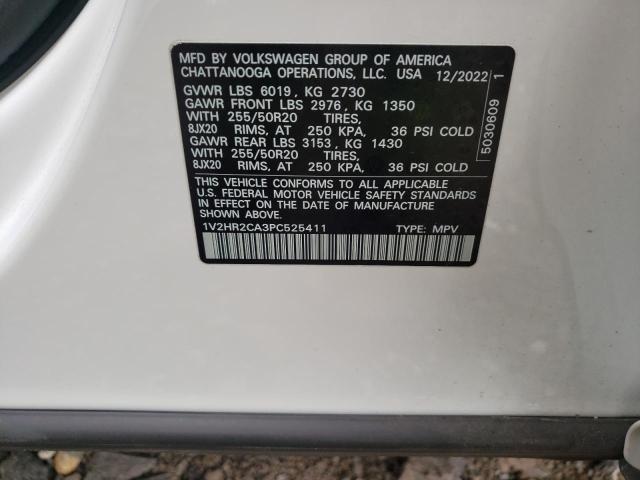 MFD BY VOLKSWAGEN GROUP OF AMERICA
CHATTANOOGA OPERATIONS, LLC. USA 12/2022
GVWR LBS 6019, KG 2730
GAWR FRONT LBS 2976, KG 1350
WITH 255/50R20 TIRES,
8JX20 RIMS, AT 250 KPA, 36 PSI COLD
GAWR REAR LBS 3153, KG 1430
WITH 255/50R20 TIRES,
8JX20 RIMS, AT 250 KPA, 36 PSI COLD
THIS VEHICLE CONFORMS TO ALL APPLICABLE
U.S. FEDERAL MOTOR VEHICLE SAFETY STANDARDS
IN EFFECT ON THE DATE OF MANUFACTURE
SHOWN ABOVE.
1V2HR2CA3PC525411 TYPE: MPV
5030609 1